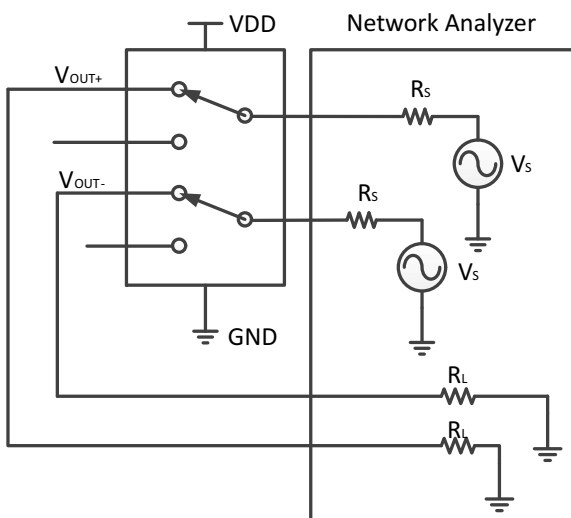 VDD
Network Analyzer
VOUT+
RS
VS
VOUT-
RS
VS
GND
RL
RL